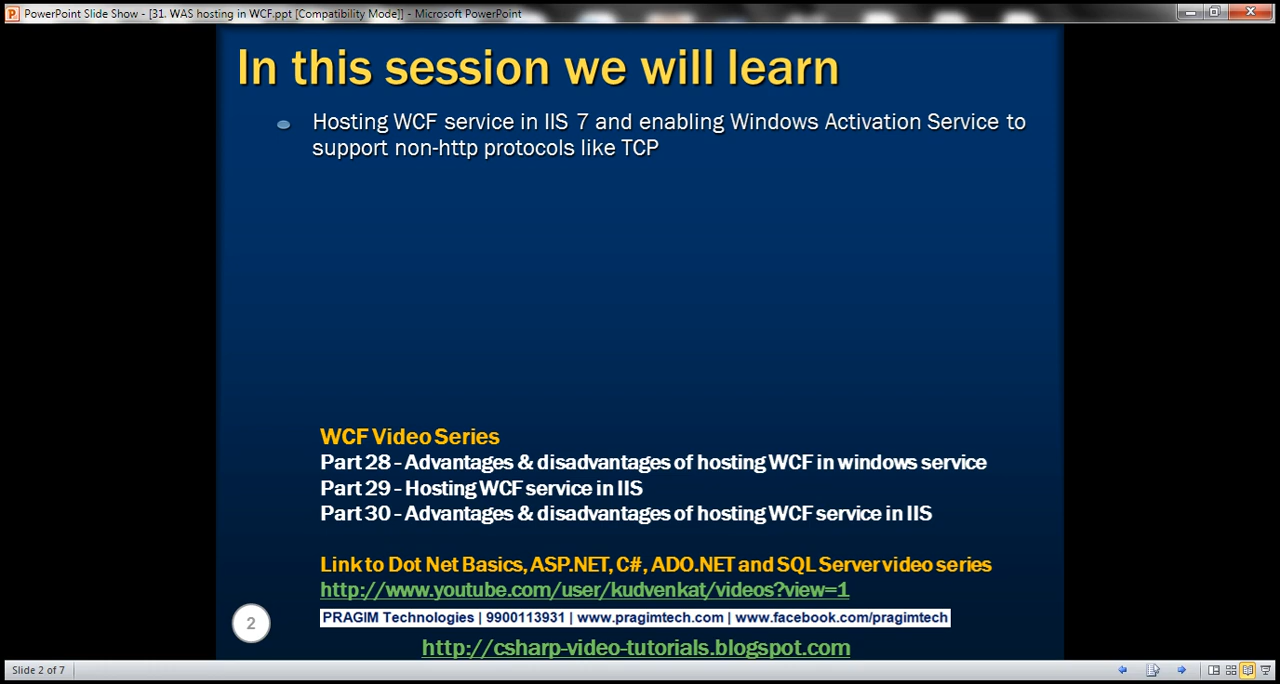 PowerPoint Slide Show - [31. WAS hosting in WCF.ppt [Compatibility Mode]] - Microsoft PowerPoint
In this session we will learn
Hosting WCF service in IIS 7 and enabling Windows Activation Service to
support non-http protocols like TCP
WCF Video Series
Part 28 - Advantages & disadvantages of hosting WCF in windows service
Part 29 - Hosting WCF service in IIS
Part 30 - Advantages & disadvantages of hosting WCF service in IIS
Link to Dot Net Basics, ASP.NET, C#, ADO.NET and SQL Server video series
http://www.youtube.com/user/kudvenkat/videos?view=1
2
PRAGIM Technologies | 9900113931 | www.pragimtech.com | www.facebook.com/pragimtech
http://csharp-video-tutorials.blogspot.com
Slide 2 of 7